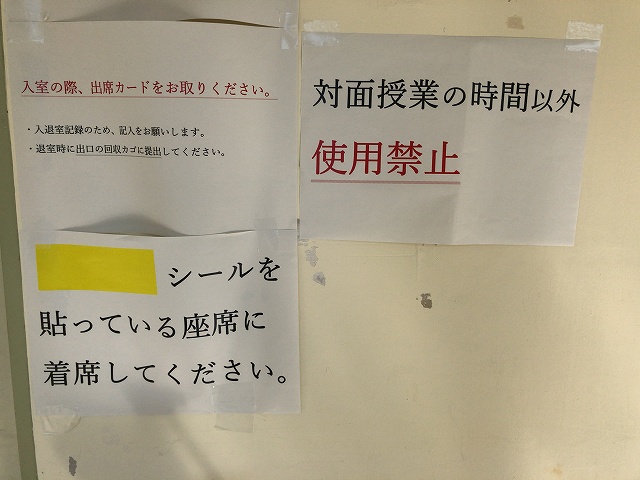 入室の際、出席カードをお取りください。
・入退室記録のため、記入をお願いします。
・退室時に出口の回収カゴに提出してください。
シールを
貼っている座席に
着席してください。
対面授業の時間以外
使用禁止